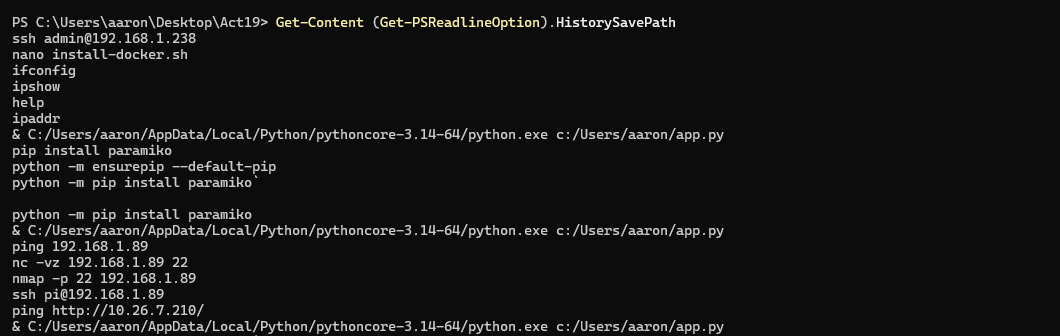 PS C:\Users\aaron\Desktop\Act19> Get-Content (Get-PSReadlineOption).HistorySavePath
ssh admin@192.168.1.238
nano install-docker.sh
ifconfig
ipshow
help
ipaddr
& C:/Users/aaron/AppData/Local/Python/pythoncore-3.14-64/python.exe c:/Users/aaron/app.py
pip install paramiko
python -m ensurepip --default-pip
python -m pip install paramiko`

python -m pip install paramiko
& C:/Users/aaron/AppData/Local/Python/pythoncore-3.14-64/python.exe c:/Users/aaron/app.py
ping 192.168.1.89
nc -vz 192.168.1.89 22
nmap -p 22 192.168.1.89
ssh pi@192.168.1.89
ping http://10.26.7.210/
& C:/Users/aaron/AppData/Local/Python/pythoncore-3.14-64/python.exe c:/Users/aaron/app.py